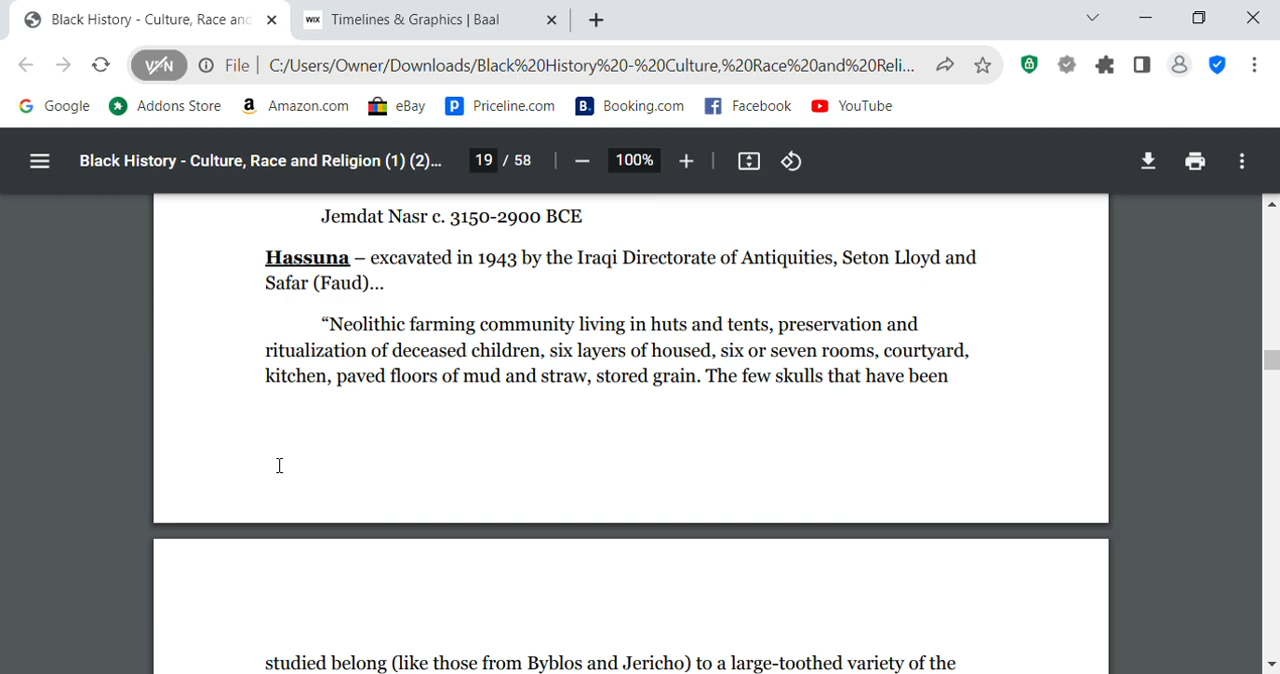 Black History - Culture, Race and
WIX Timelines & Graphics | Baal
VPN File C:/Users/Owner/Downloads/Black%20History%20-%20Culture,%20Race%20and%20Reli...
Google Addons Store Amazon.com eBay Priceline.com Booking.com Facebook YouTube
Black History - Culture, Race and Religion (1) (2)... 19 / 58 100%
Jemdat Nasr c. 3150-2900 BCE
Hassuna – excavated in 1943 by the Iraqi Directorate of Antiquities, Seton Lloyd and
Safar (Faud)…
“Neolithic farming community living in huts and tents, preservation and
ritualization of deceased children, six layers of housed, six or seven rooms, courtyard,
kitchen, paved floors of mud and straw, stored grain. The few skulls that have been
studied belong (like those from Byblos and Jericho) to a large-toothed variety of the